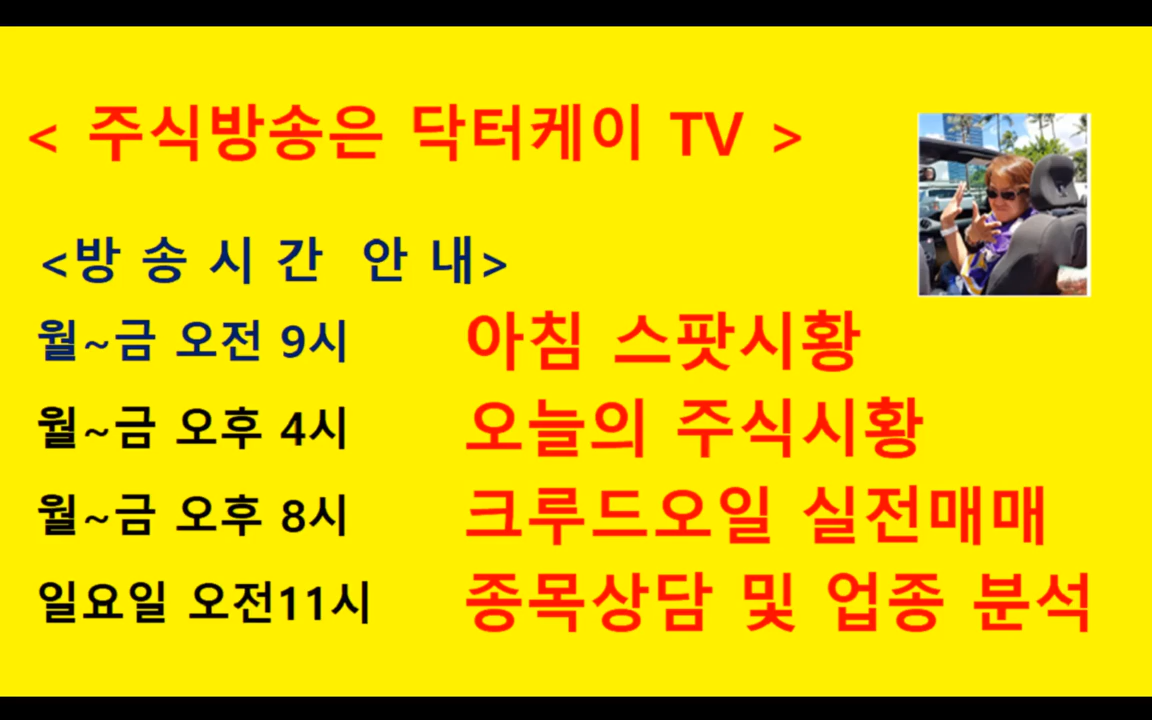 < 주식방송은 닥터케이 TV >
<방 송 시 간 안 내>
월~금 오전 9시 아침 스팟시황
월~금 오후 4시 오늘의 주식시황
월~금 오후 8시 크루드오일 실전매매
일요일 오전11시 종목상담 및 업종 분석